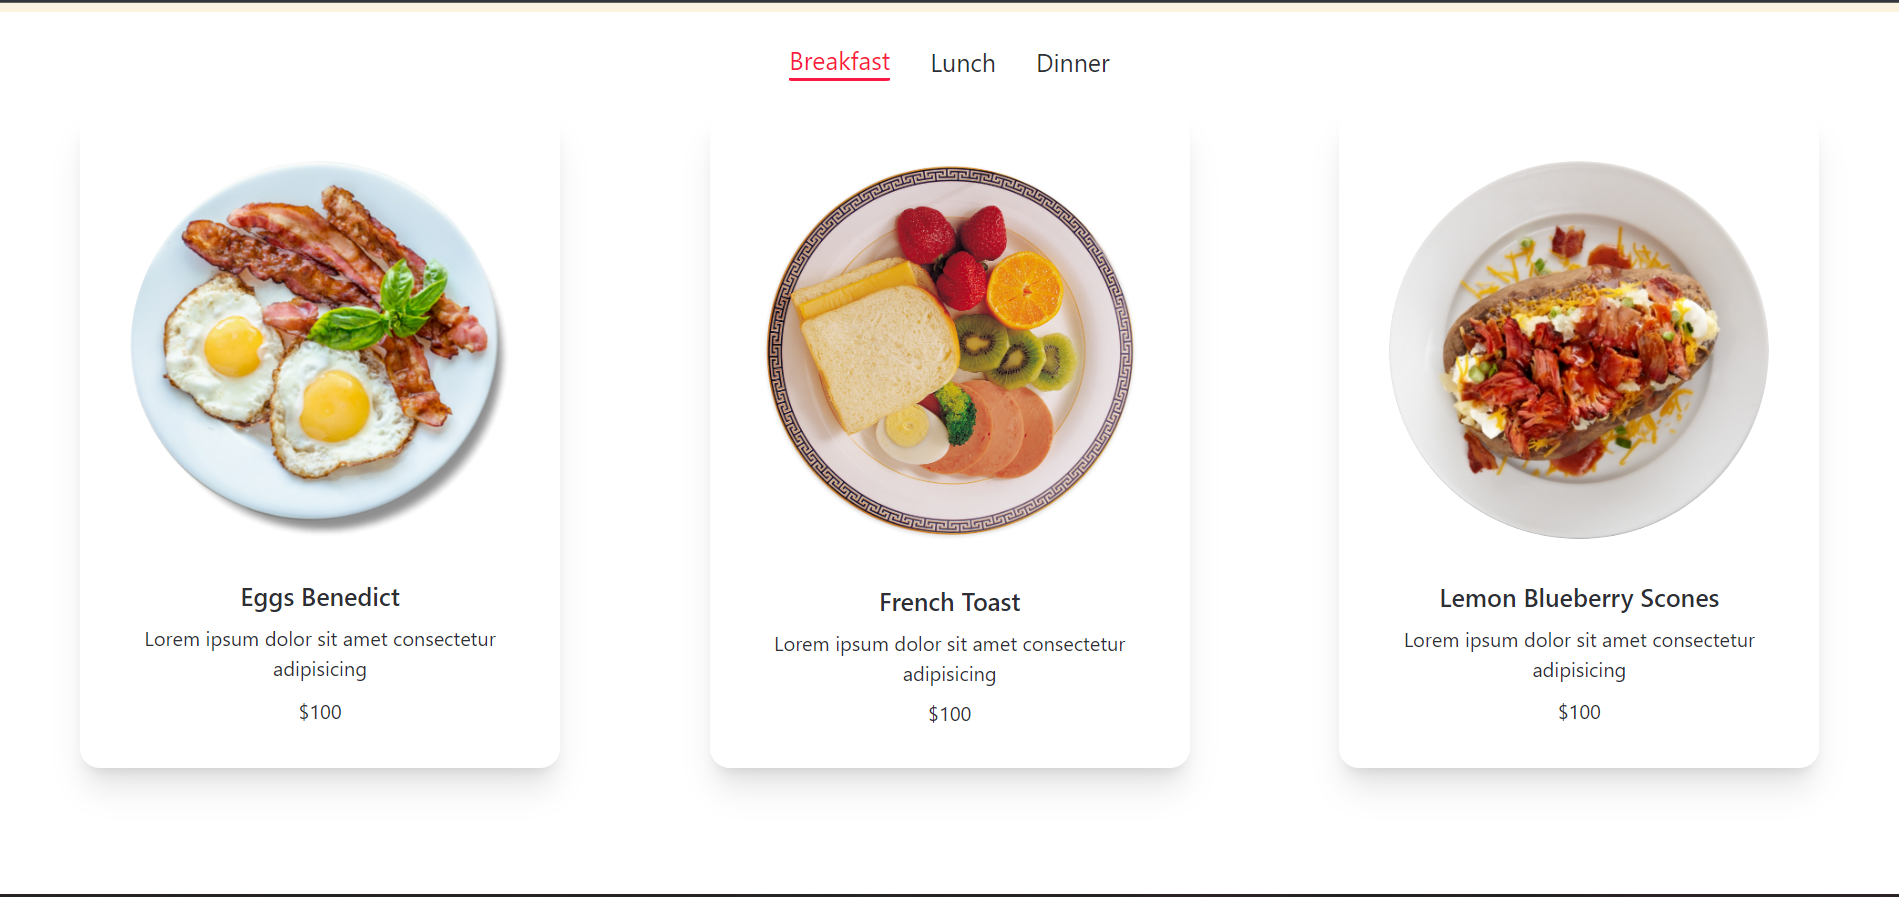 Breakfast Lunch Dinner
Eggs Benedict
Lorem ipsum dolor sit amet consectetur
adipisicing
$100
French Toast
Lorem ipsum dolor sit amet consectetur
adipisicing
$100
Lemon Blueberry Scones
Lorem ipsum dolor sit amet consectetur
adipisicing
$100